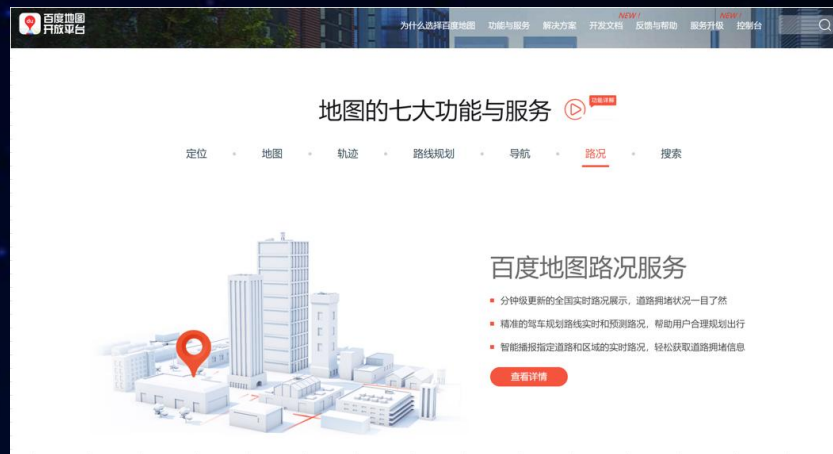 百度地图
开放平台
NEW! NEW!
为什么选择百度地图 功能与服务 解决方案 开发文档 反馈与帮助 服务升级 控制台
地图的七大功能与服务 功能详解
定位 地图 轨迹 路线规划 导航 路况 搜索
百度地图路况服务
分钟级更新的全国实时路况展示，道路拥堵状况一目了然
精准的驾车规划路线实时和预测路况，帮助用户合理规划出行
智能播报指定道路和区域的实时路况，轻松获取道路拥堵信息
查看详情